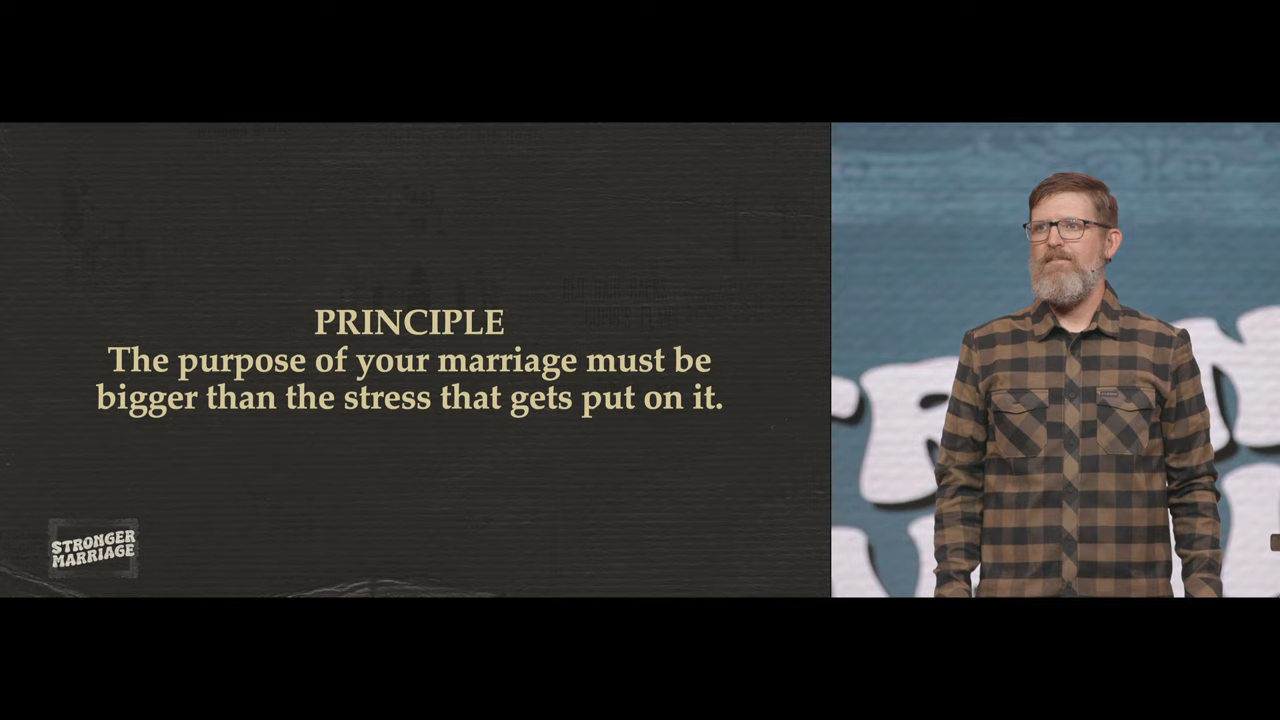 PRINCIPLE
The purpose of your marriage must be
bigger than the stress that gets put on it.
STRONGER
MARRIAGE